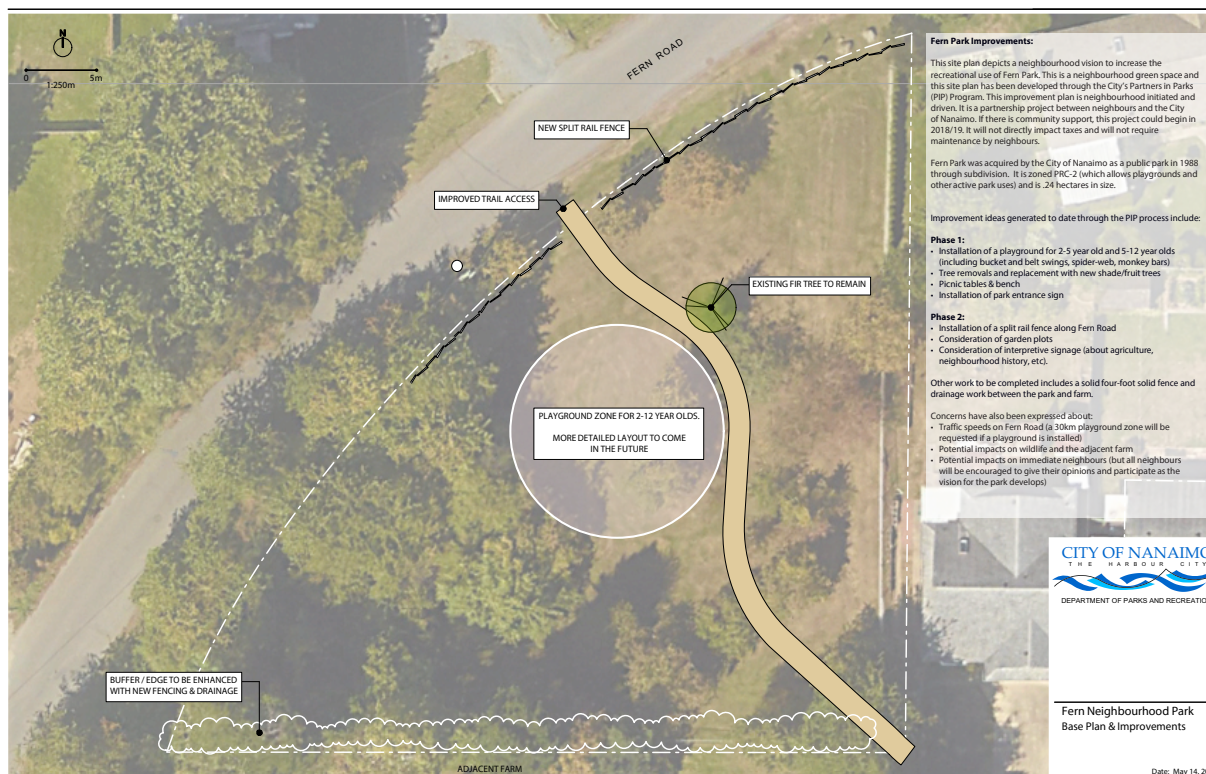 N
0 5m
1:250m
FERN ROAD
NEW SPLIT RAIL FENCE
IMPROVED TRAIL ACCESS
EXISTING FIR TREE TO REMAIN
PLAYGROUND ZONE FOR 2-12 YEAR OLDS.
MORE DETAILED LAYOUT TO COME
IN THE FUTURE
BUFFER / EDGE TO BE ENHANCED
WITH NEW FENCING & DRAINAGE
ADJACENT FARM
Fern Park Improvements:
This site plan depicts a neighbourhood vision to increase the
recreational use of Fern Park. This is a neighbourhood green space and
this site plan has been developed through the City's Partners in Parks
(PIP) Program. This improvement plan is neighbourhood initiated and
driven. It is a partnership project between neighbours and the City
of Nanaimo. If there is community support, this project could begin in
2018/19. It will not directly impact taxes and will not require
maintenance by neighbours.
Fern Park was acquired by the City of Nanaimo as a public park in 1988
through subdivision. It is zoned PRC-2 (which allows playgrounds and
other active park uses) and is .24 hectares in size.
Improvement ideas generated to date through the PIP process include:
Phase 1:
• Installation of a playground for 2-5 year old and 5-12 year olds
(including bucket and belt swings, spider-web, monkey bars)
• Tree removals and replacement with new shade/fruit trees
• Picnic tables & bench
• Installation of park entrance sign
Phase 2:
• Installation of a split rail fence along Fern Road
• Consideration of garden plots
• Consideration of interpretive signage (about agriculture,
neighbourhood history, etc).
Other work to be completed includes a solid four-foot solid fence and
drainage work between the park and farm.
Concerns have also been expressed about:
• Traffic speeds on Fern Road (a 30km playground zone will be
requested if a playground is installed)
• Potential impacts on wildlife and the adjacent farm
• Potential impacts on immediate neighbours (but all neighbours
will be encouraged to give their opinions and participate as the
vision for the park develops)
CITY OF NANAIMO
THE HARBOUR CITY
DEPARTMENT OF PARKS AND RECREATIO
Fern Neighbourhood Park
Base Plan & Improvements
Date: May 14, 20